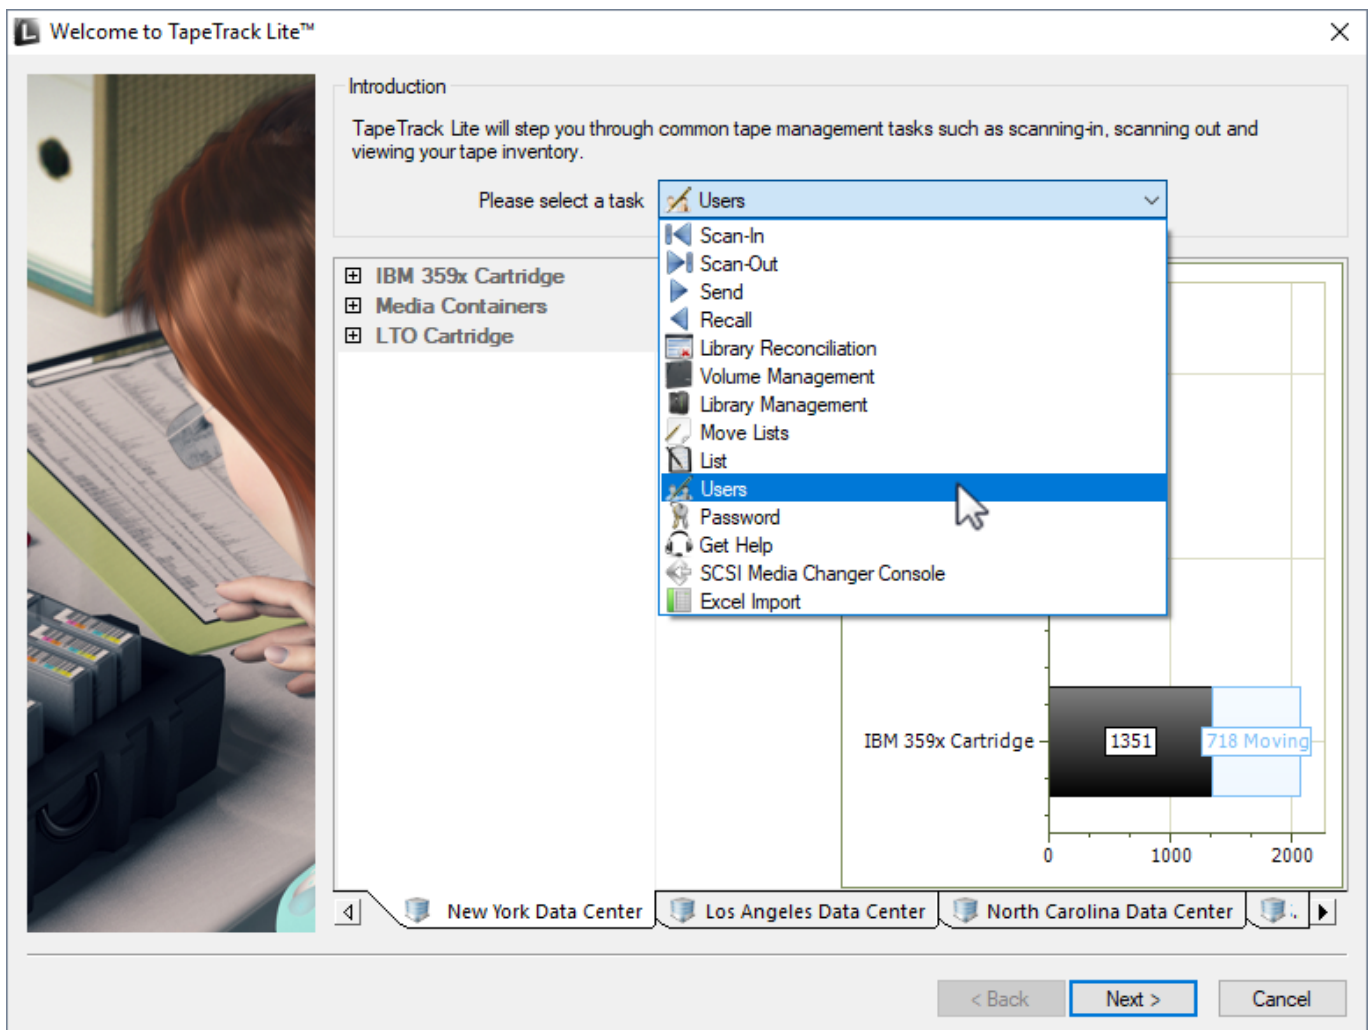 Welcome to TapeTrack Lite™
Introduction
TapeTrack Lite will step you through common tape management tasks such as scanning-in, scanning out and
viewing your tape inventory.
Please select a task
Users
Scan-In
Scan-Out
Send
Recall
Library Reconciliation
Volume Management
Library Management
Move Lists
List
Users
Password
Get Help
SCSI Media Changer Console
Excel Import
IBM 359x Cartridge
Media Containers
LTO Cartridge
IBM 359x Cartridge
1351
718 Moving
0 1000 2000
New York Data Center
Los Angeles Data Center
North Carolina Data Center
< Back
Next >
Cancel